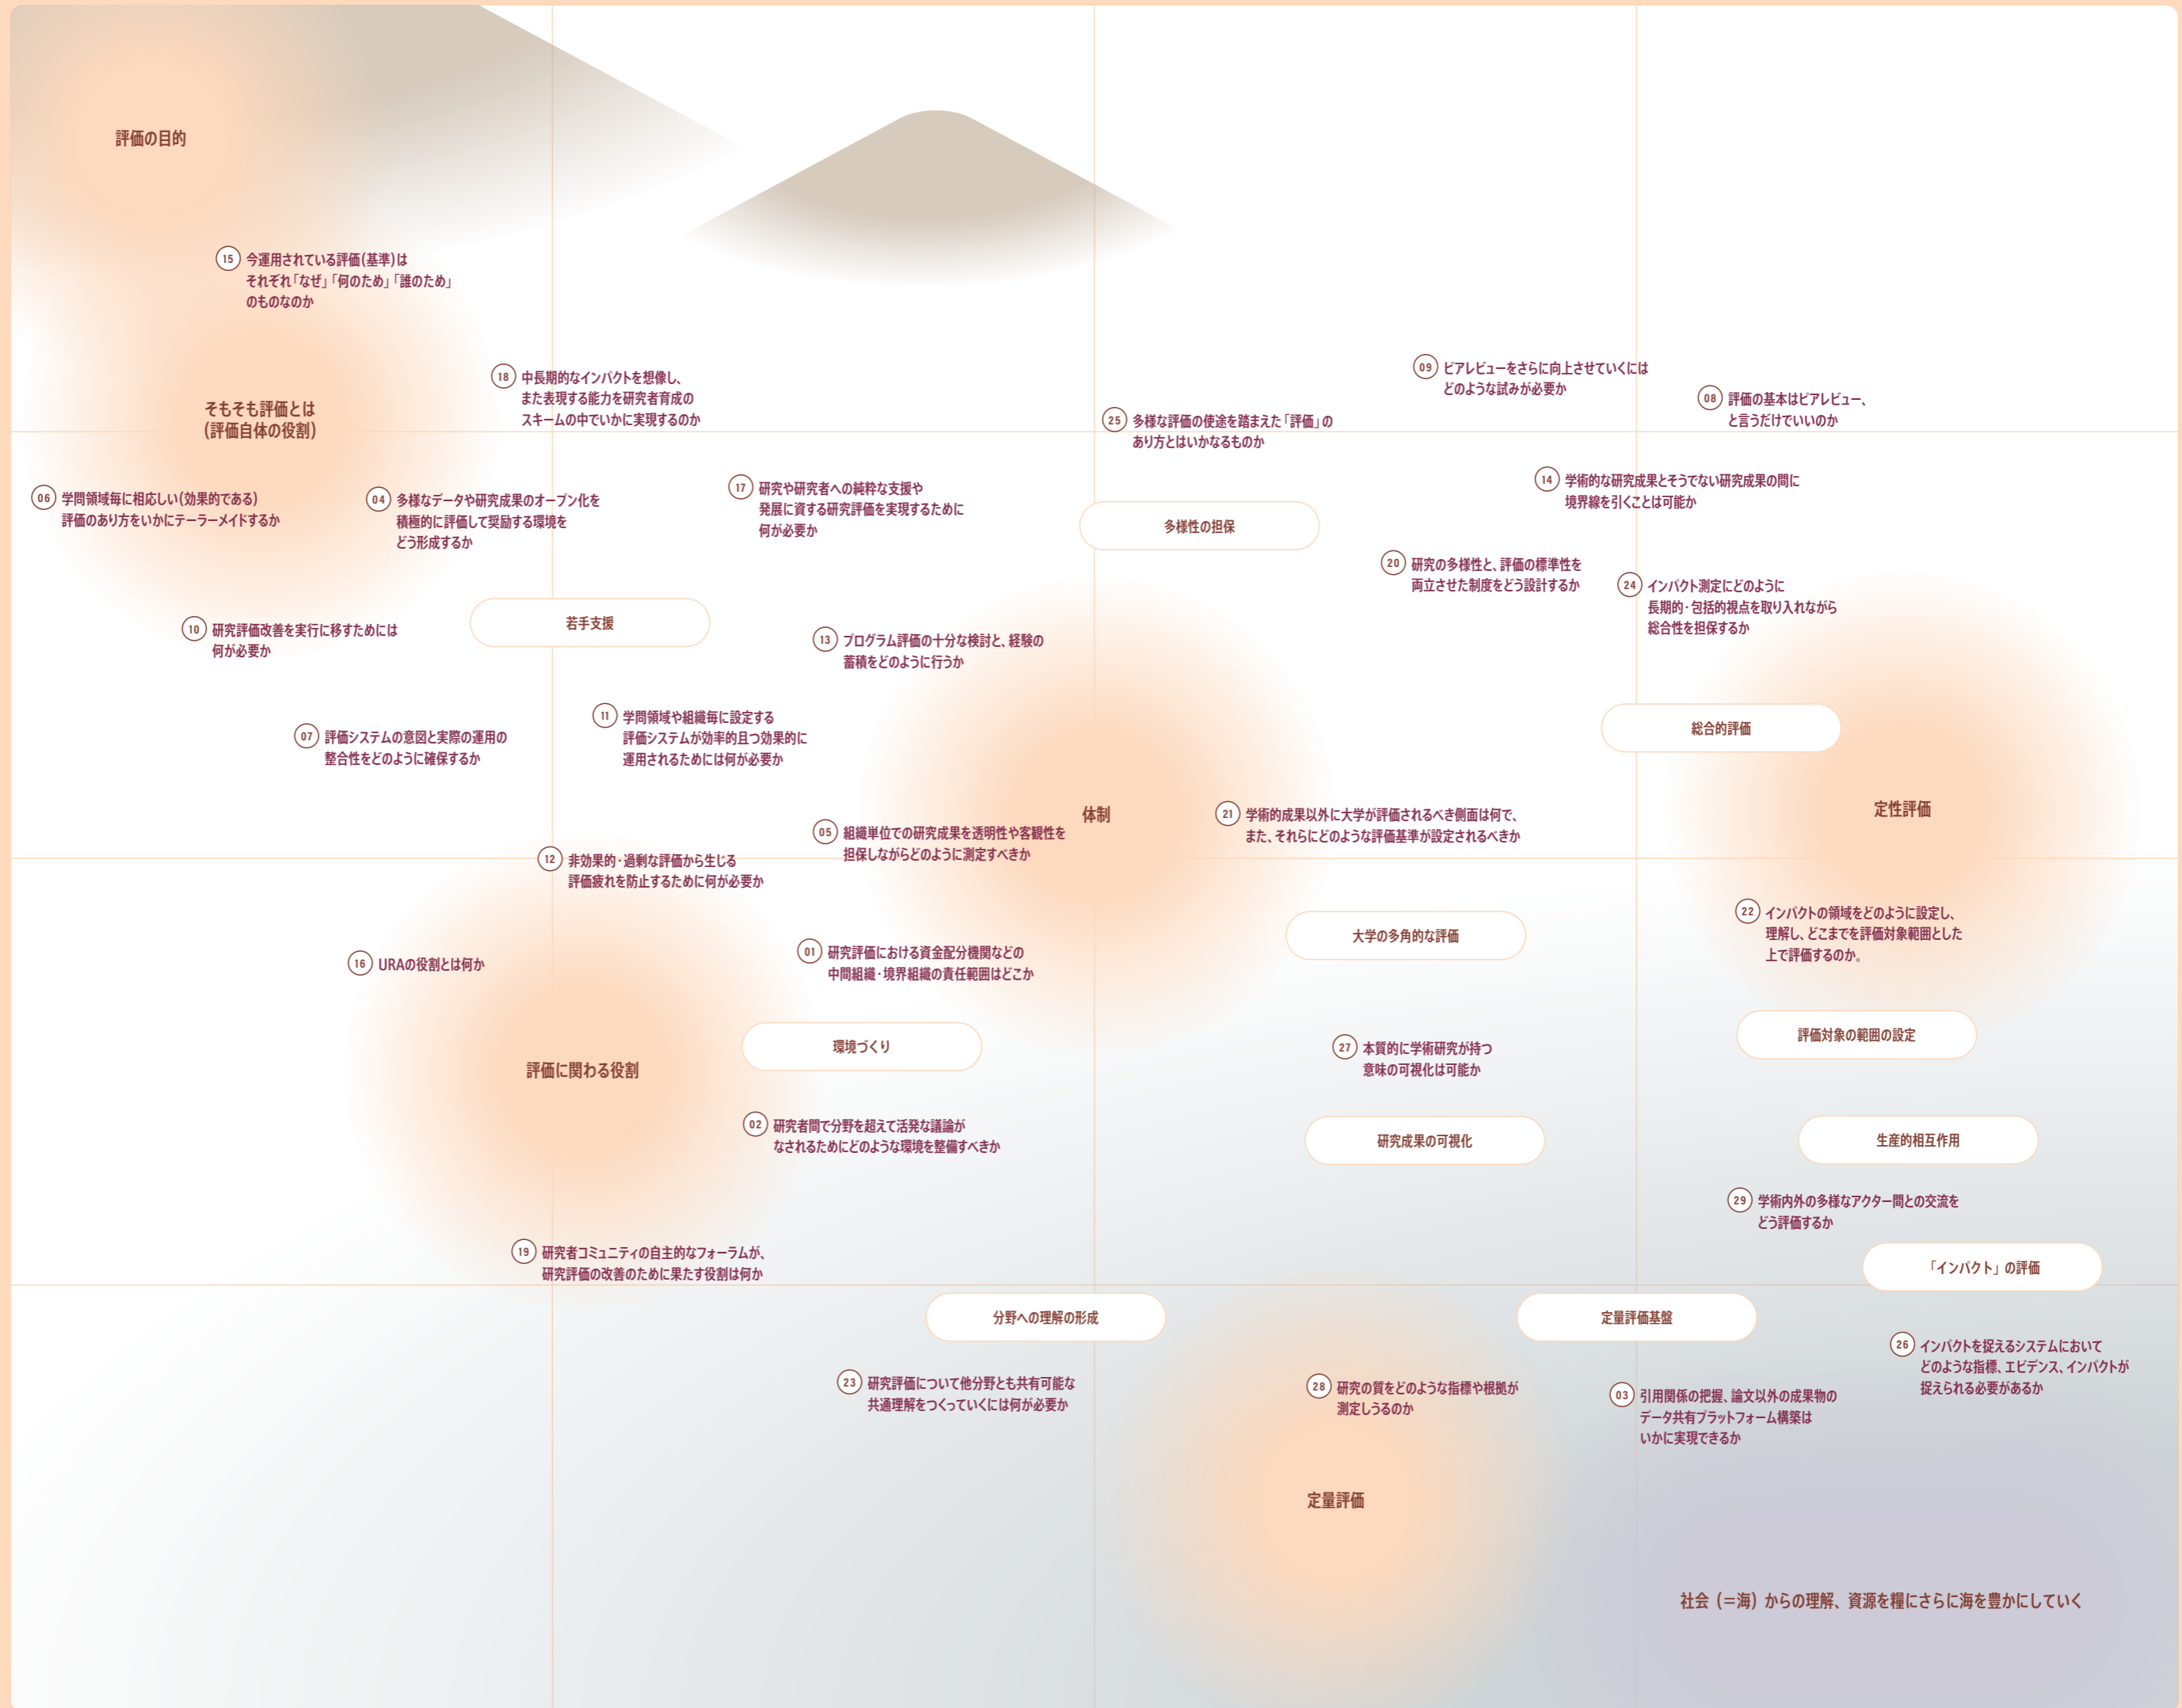 評価の目的
15 今運用されている評価(基準)は
それぞれ「なぜ」「何のため」「誰のため」
のものなのか
そもそも評価とは
(評価自体の役割)
18 中長期的なインパクトを想像し、
また表現する能力を研究者育成の
スキームの中でいかに実現するのか
09 ピアレビューをさらに向上させていくには
どのような試みが必要か
08 評価の基本はピアレビュー、
と言うだけでいいのか
25 多様な評価の使途を踏まえた「評価」の
あり方とはいかなるものか
06 学問領域毎に相応しい(効果的である)
評価のあり方をいかにテーラーメイドするか
04 多様なデータや研究成果のオープン化を
積極的に評価して奨励する環境を
どう形成するか
17 研究や研究者への純粋な支援や
発展に資する研究評価を実現するために
何が必要か
多様性の担保
14 学術的な研究成果とそうでない研究成果の間に
境界線を引くことは可能か
20 研究の多様性と、評価の標準性を
両立させた制度をどう設計するか
24 インパクト測定にどのように
長期的・包括的視点を取り入れながら
総合性を担保するか
10 研究評価改善を実行に移すためには
何が必要か
若手支援
13 プログラム評価の十分な検討と、経験の
蓄積をどのように行うか
07 評価システムの意図と実際の運用の
整合性をどのように確保するか
11 学問領域や組織毎に設定する
評価システムが効率的且つ効果的に
運用されるためには何が必要か
総合的評価
体制
定性評価
05 組織単位での研究成果を透明性や客観性を
担保しながらどのように測定すべきか
21 学術的成果以外に大学が評価されるべき側面は何で、
また、それらにどのような評価基準が設定されるべきか
12 非効果的・過剰な評価から生じる
評価疲れを防止するために何が必要か
16 URAの役割とは何か
01 研究評価における資金配分機関などの
中間組織・境界組織の責任範囲はどこか
大学の多角的な評価
22 インパクトの領域をどのように設定し、
理解し、どこまでを評価対象範囲とした
上で評価するのか。
評価に関わる役割
環境づくり
27 本質的に学術研究が持つ
意味の可視化は可能か
評価対象の範囲の設定
02 研究者間で分野を超えて活発な議論が
なされるためにどのような環境を整備すべきか
研究成果の可視化
生産的相互作用
29 学術内外の多様なアクター間との交流を
どう評価するか
19 研究者コミュニティの自主的なフォーラムが、
研究評価の改善のために果たす役割は何か
「インパクト」の評価
分野への理解の形成
定量評価基盤
23 研究評価について他分野とも共有可能な
共通理解をつくっていくには何が必要か
28 研究の質をどのような指標や根拠が
測定しうるのか
03 引用関係の把握、論文以外の成果物の
データ共有プラットフォーム構築は
いかに実現できるか
26 インパクトを捉えるシステムにおいて
どのような指標、エビデンス、インパクトが
捉えられる必要があるか
定量評価
社会（＝海）からの理解、資源を糧にさらに海を豊かにしていく